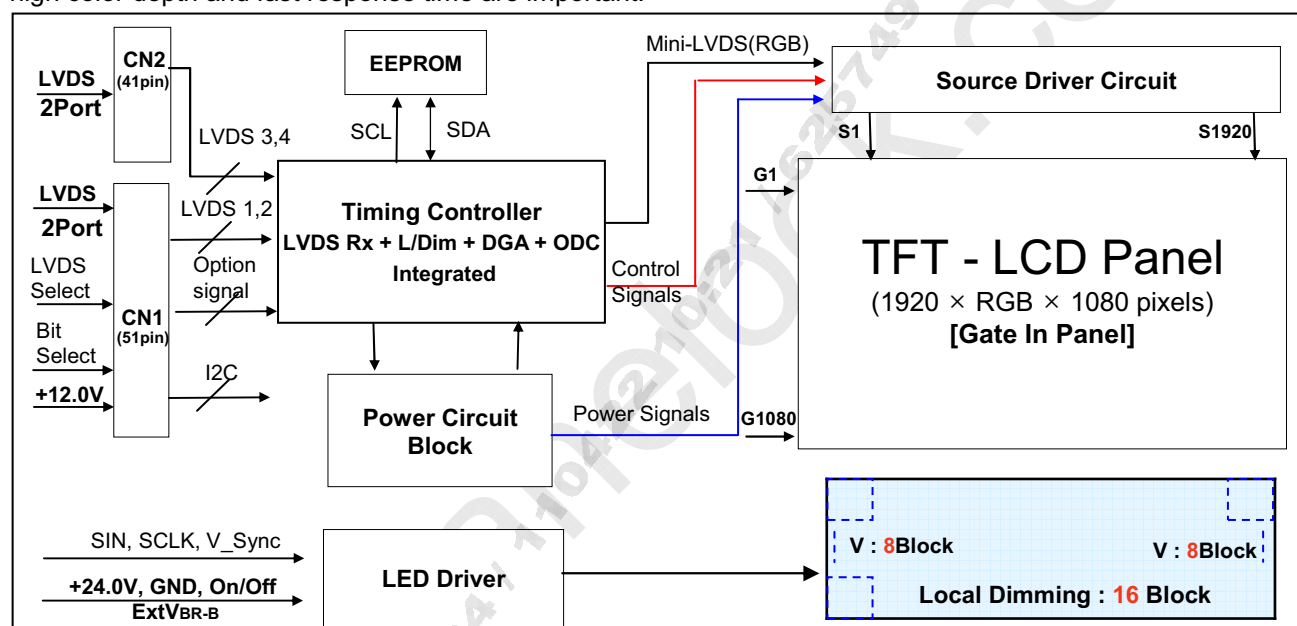 high color depth and fast response time are important.
CN2
(41pin)
LVDS
2Port
LVDS 3,4
EEPROM
SCL
SDA
Mini-LVDS(RGB)
Source Driver Circuit
S1
S1920
LVDS
2Port
LVDS 1,2
LVDS
Select
Option
signal
CN1
(51pin)
Bit
Select
+12.0V
I2C
Timing Controller
LVDS Rx + L/Dim + DGA + ODC
Integrated
Control
Signals
G1
TFT - LCD Panel
(1920 × RGB × 1080 pixels)
[Gate In Panel]
G1080
Power Circuit
Block
Power Signals
SIN, SCLK, V_Sync
+24.0V, GND, On/Off
ExtVBR-B
LED Driver
V : 8Block
V : 8Block
Local Dimming : 16 Block